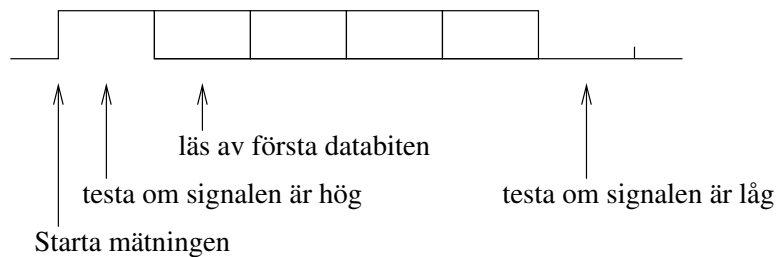 läs av första databiten
testa om signalen är hög
testa om signalen är låg
Starta mätningen